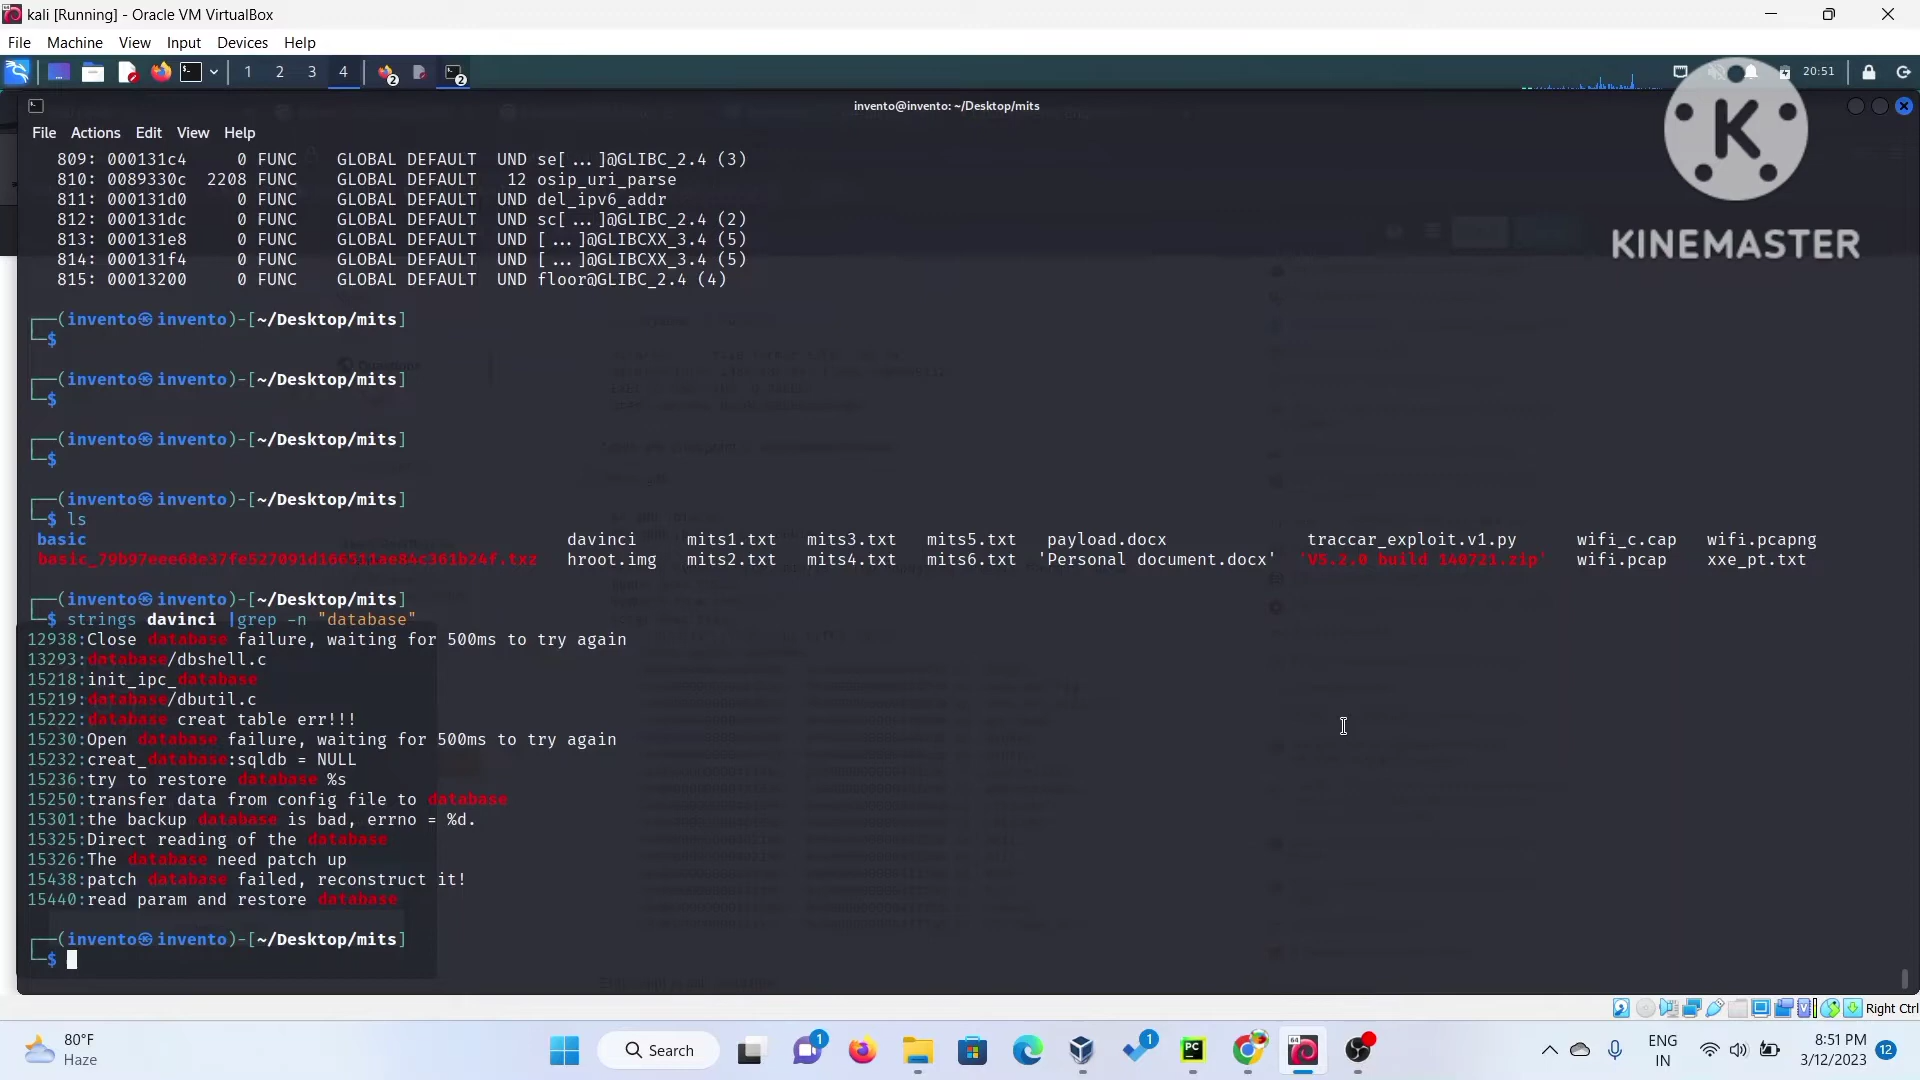 kali [Running] - Oracle VM VirtualBox
File Machine View Input Devices Help
1 2 3 4 2 2 20:51
invento@invento: ~/Desktop/mits
File Actions Edit View Help
809: 000131c4 0 FUNC GLOBAL DEFAULT UND se[...]@GLIBC_2.4 (3)
810: 0089330c 2208 FUNC GLOBAL DEFAULT 12 osip_uri_parse
811: 000131d0 0 FUNC GLOBAL DEFAULT UND del_ipv6_addr
812: 000131dc 0 FUNC GLOBAL DEFAULT UND sc[...]@GLIBC_2.4 (2)
813: 000131e8 0 FUNC GLOBAL DEFAULT UND [...]@GLIBCXX_3.4 (5)
814: 000131f4 0 FUNC GLOBAL DEFAULT UND [...]@GLIBCXX_3.4 (5)
815: 00013200 0 FUNC GLOBAL DEFAULT UND floor@GLIBC_2.4 (4)
K
KINEMASTER
┌──(invento㉿invento)-[~/Desktop/mits]
└─$
┌──(invento㉿invento)-[~/Desktop/mits]
└─$
┌──(invento㉿invento)-[~/Desktop/mits]
└─$
┌──(invento㉿invento)-[~/Desktop/mits]
└─$ ls
basic davinci mits1.txt mits3.txt mits5.txt payload.docx traccar_exploit.v1.py wifi_c.cap wifi.pcapng
basic_79b97eee68e37fe527091d166511ae84c361b24f.txz hroot.img mits2.txt mits4.txt mits6.txt 'Personal document.docx' 'V5.2.0 build 140721.zip' wifi.pcap xxe_pt.txt
┌──(invento㉿invento)-[~/Desktop/mits]
└─$ strings davinci |grep -n "database"
12938:Close database failure, waiting for 500ms to try again
13293:database/dbshell.c
15218:init_ipc_database
15219:database/dbutil.c
15222:database creat table err!!!
15230:Open database failure, waiting for 500ms to try again
15232:creat_database:sqldb = NULL
15236:try to restore database %s
15250:transfer data from config file to database
15301:the backup database is bad, errno = %d.
15325:Direct reading of the database
15326:The database need patch up
15438:patch database failed, reconstruct it!
15440:read param and restore database
┌──(invento㉿invento)-[~/Desktop/mits]
└─$
Right Ctrl
80°F
Haze
Search
1
1
PC
64
ENG
IN
8:51 PM
3/12/2023
12